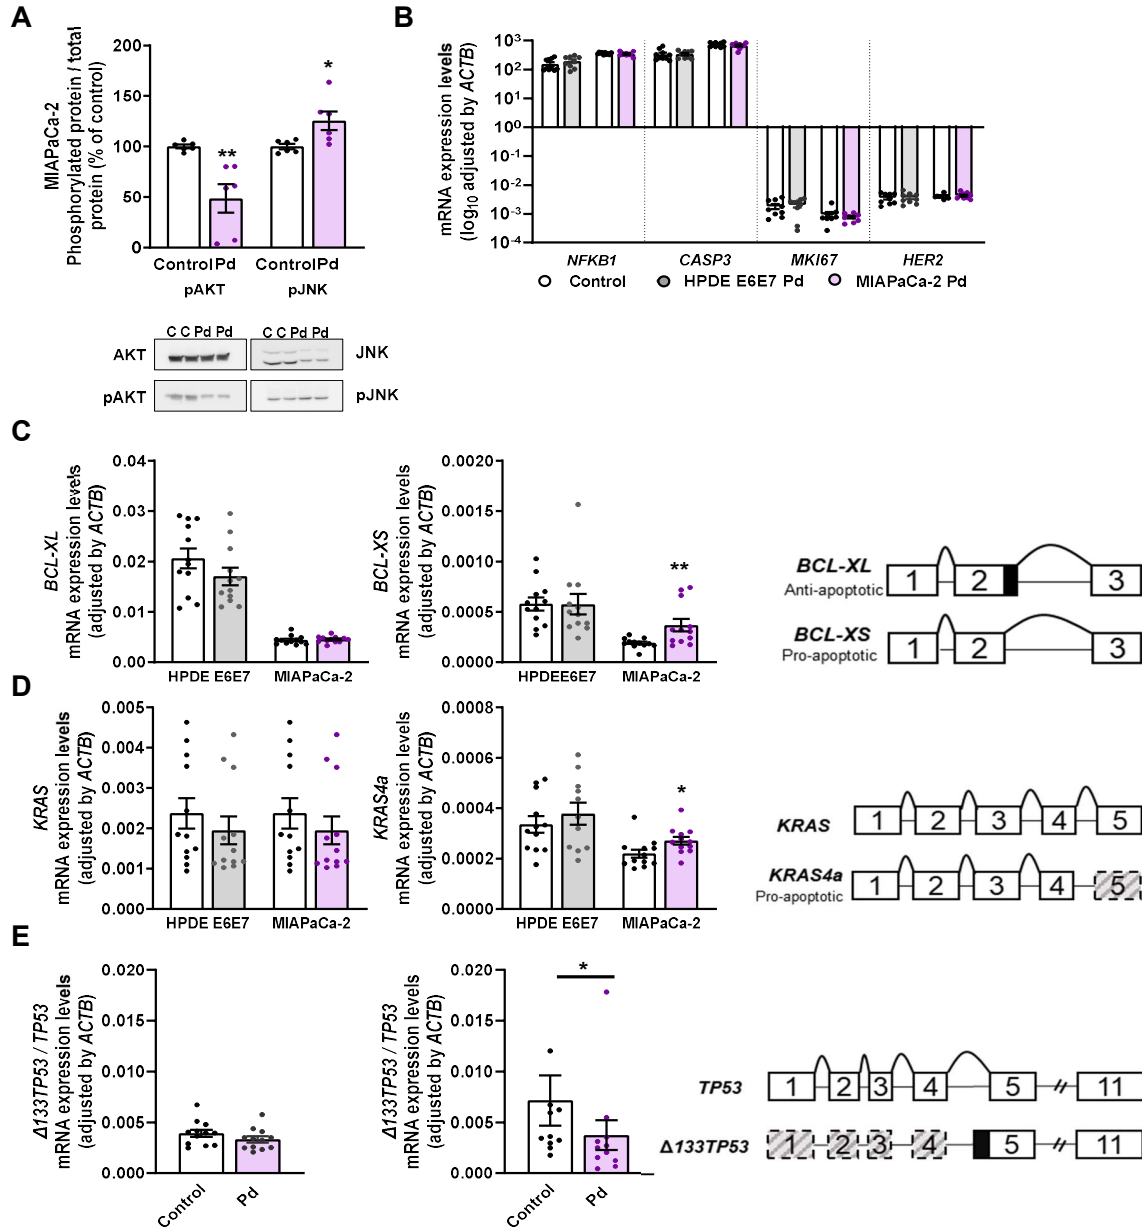 A
MIAPaCa-2
Phosphorylated protein / total
protein (% of control)
200
150
100
50
0
**
*
Control Pd Control Pd
pAKT pJNK
C C Pd Pd C C Pd Pd
AKT JNK
pAKT pJNK
B
mRNA expression levels
(log10 adjusted by ACTB)
10³
10²
10¹
10⁰
10⁻¹
10⁻²
10⁻³
10⁻⁴
NFKB1 CASP3 MKI67 HER2
Control HPDE E6E7 Pd MIAPaCa-2 Pd
C
BCL-XL
mRNA expression levels
(adjusted by ACTB)
0.04
0.03
0.02
0.01
0.00
HPDE E6E7 MIAPaCa-2
BCL-XS
mRNA expression levels
(adjusted by ACTB)
0.0020
0.0015
0.0010
0.0005
0.0000
**
HPDEE6E7 MIAPaCa-2
BCL-XL
Anti-apoptotic
1 2 3
BCL-XS
Pro-apoptotic
1 2 3
D
KRAS
mRNA expression levels
(adjusted by ACTB)
0.005
0.004
0.003
0.002
0.001
0.000
HPDE E6E7 MIAPaCa-2
KRAS4a
mRNA expression levels
(adjusted by ACTB)
0.0008
0.0006
0.0004
0.0002
0.0000
*
HPDE E6E7 MIAPaCa-2
KRAS
1 2 3 4 5
KRAS4a
Pro-apoptotic
1 2 3 4 5
E
Δ133TP53 / TP53
mRNA expression levels
(adjusted by ACTB)
0.020
0.015
0.010
0.005
0.000
Control Pd
Δ133TP53 / TP53
mRNA expression levels
(adjusted by ACTB)
0.020
0.015
0.010
0.005
0.000
*
Control Pd
TP53
1 2 3 4 5 // 11
Δ133TP53
1 2 3 4 5 // 11